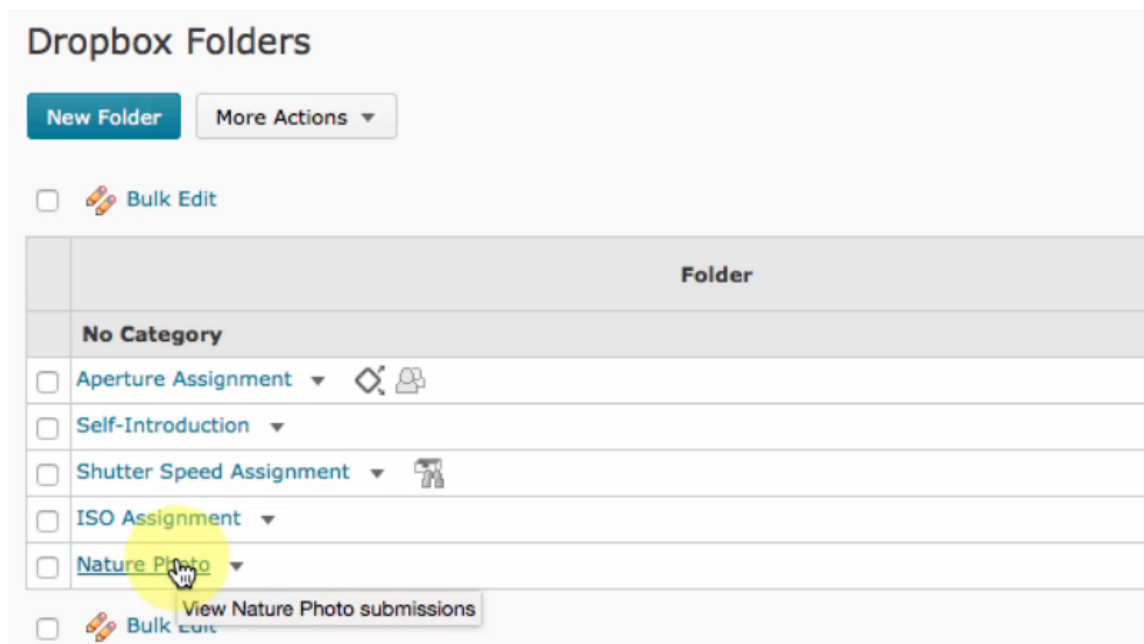 Dropbox Folders
New Folder
More Actions
Bulk Edit
Folder
No Category
Aperture Assignment
Self-Introduction
Shutter Speed Assignment
ISO Assignment
Nature Photo
View Nature Photo submissions
Bulk Edit